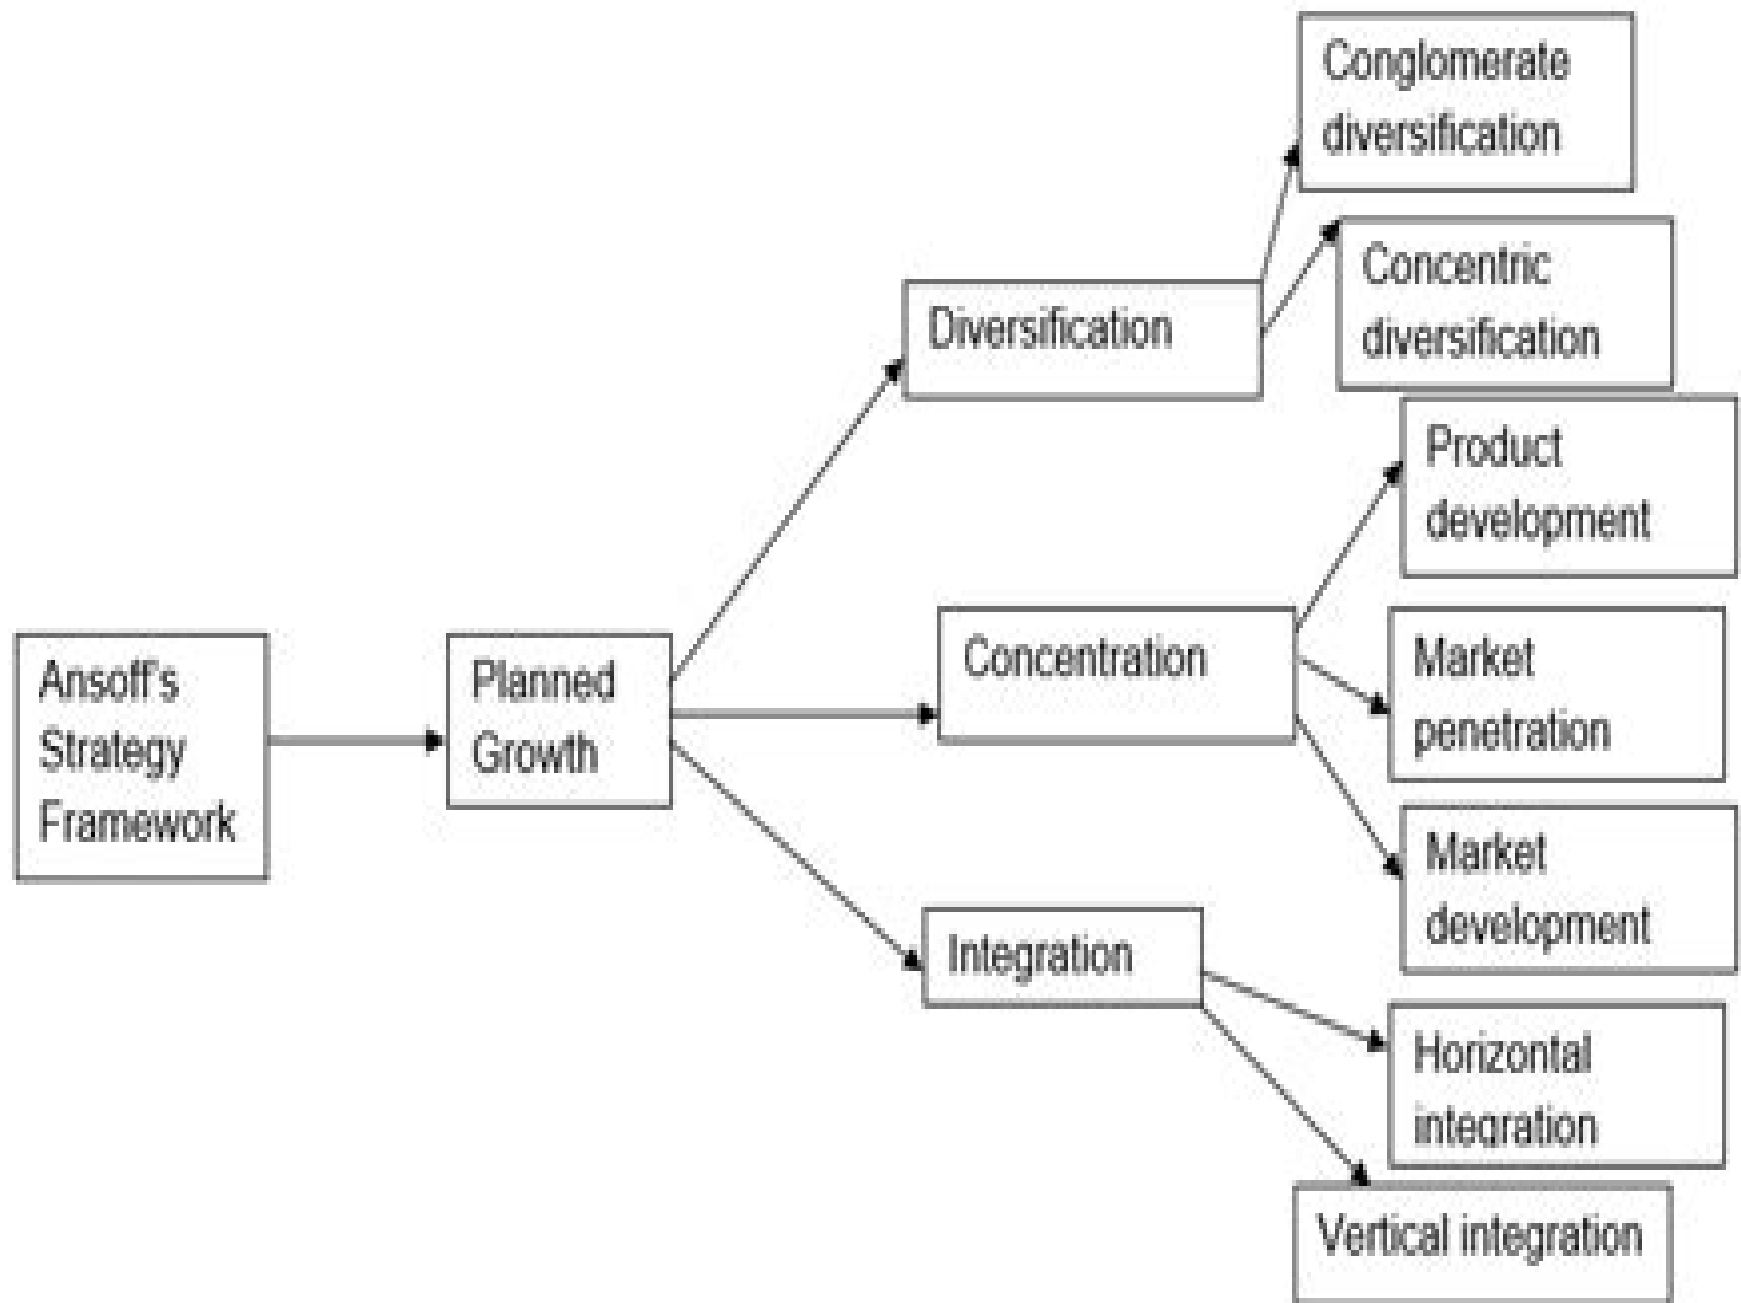 Conglomerate
diversification
Concentric
diversification
Diversification
Product
development
Concentration
Market
penetration
Ansoff's
Strategy
Framework
Planned
Growth
Market
development
Integration
Horizontal
integration
Vertical integration